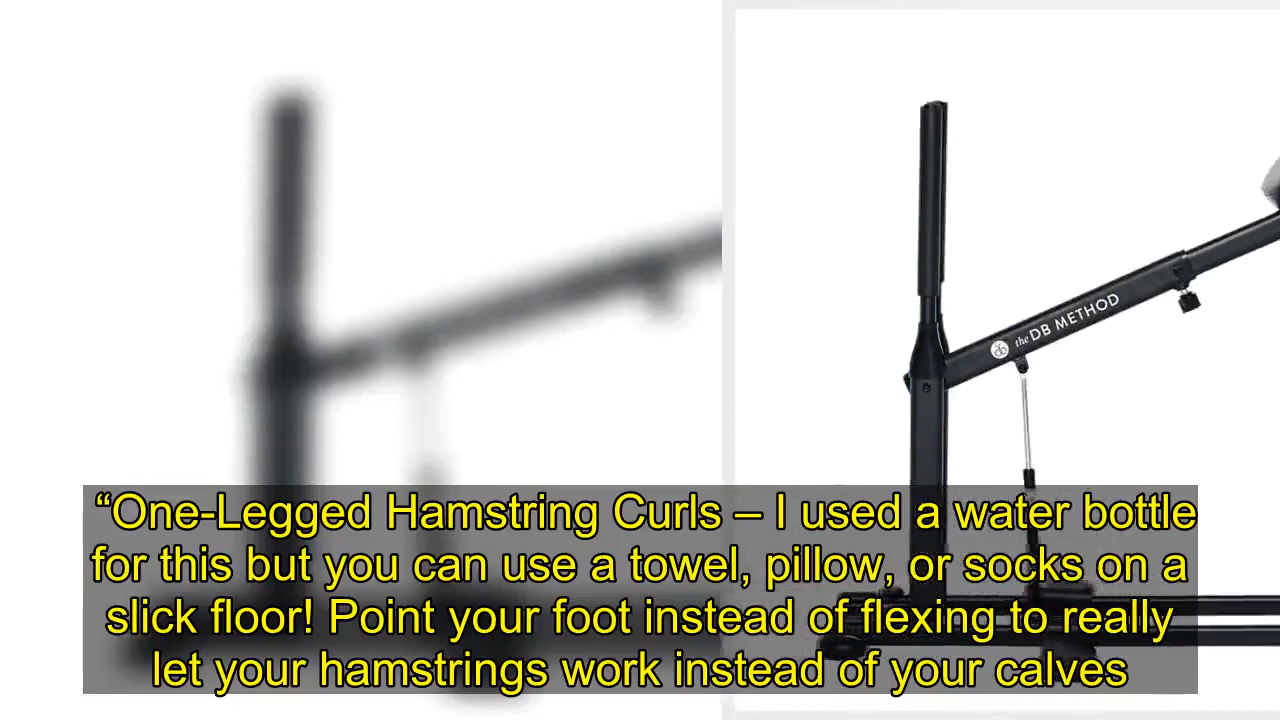 the DB METHOD
“One-Legged Hamstring Curls – I used a water bottle
for this but you can use a towel, pillow, or socks on a
slick floor! Point your foot instead of flexing to really
let your hamstrings work instead of your calves